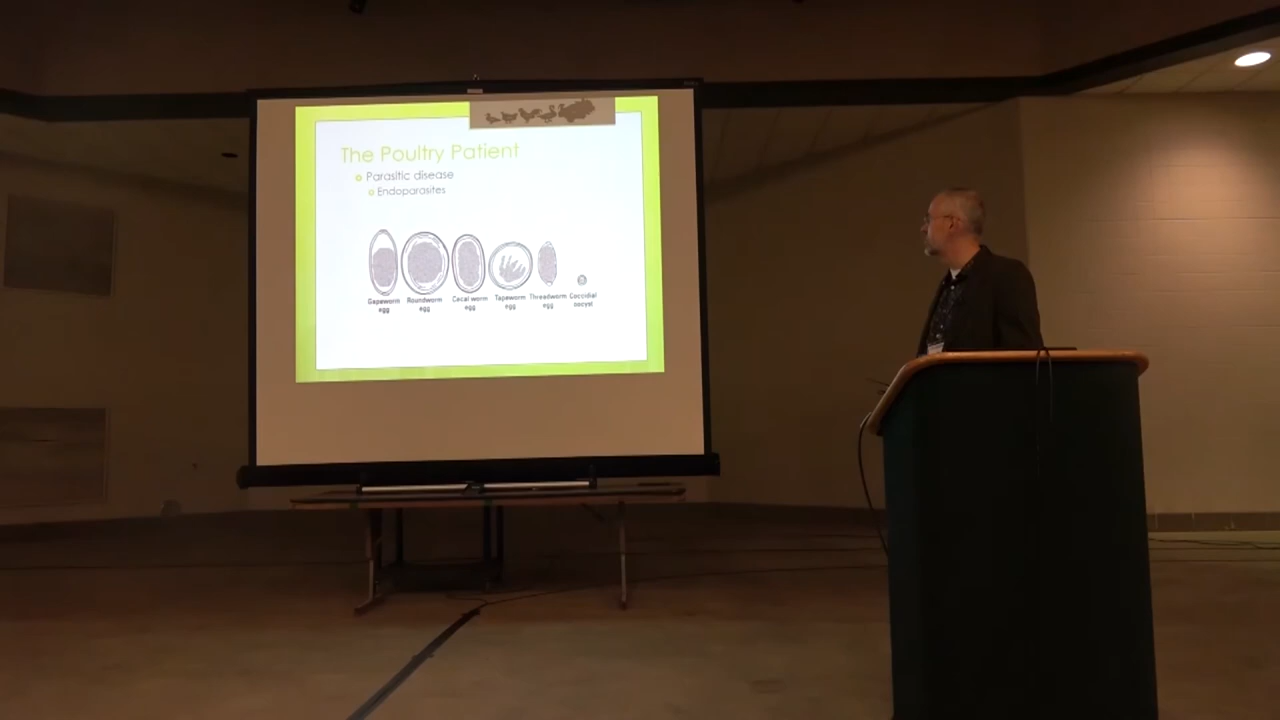 The Poultry Patient
Parasitic disease
Endoparasites
Gapeworm Roundworm Cecal worm Tapeworm Threadworm Coccidial
egg egg egg egg egg oocyst